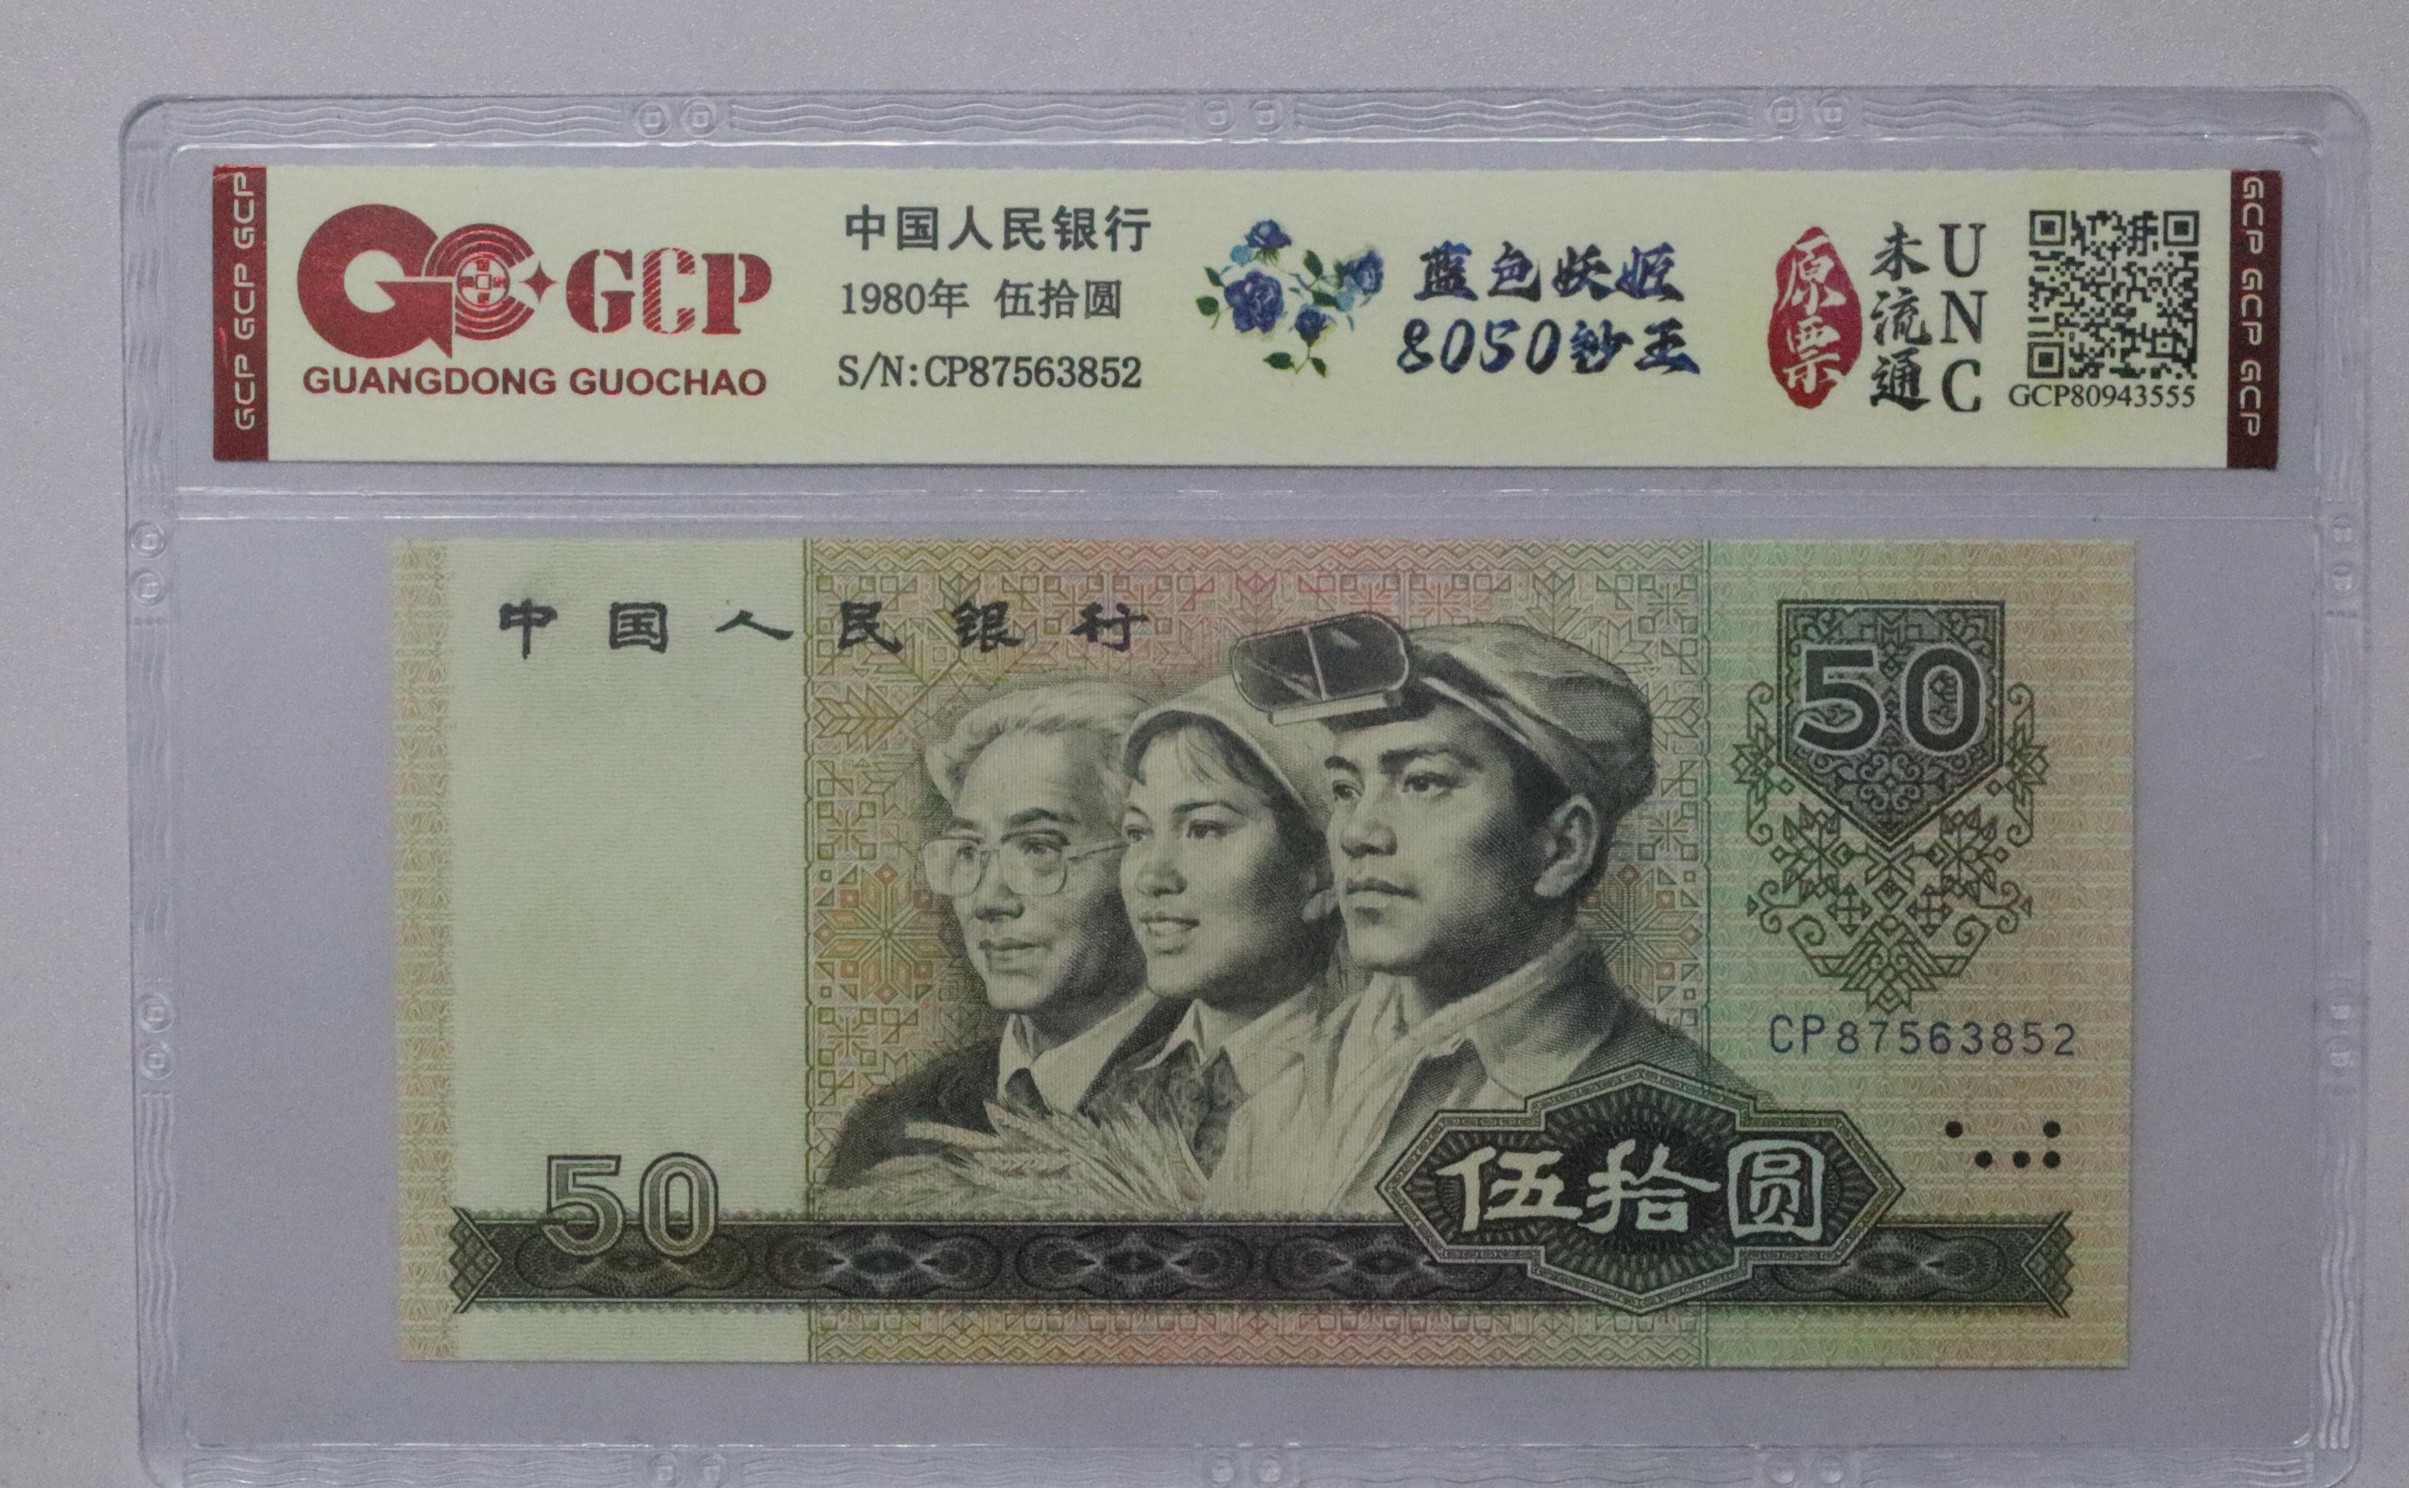 GCP GCP GCP
GCP
GUANGDONG GUOCHAO
中国人民银行
1980年 伍拾圆
S/N:CP87563852
蓝色妖姬
8050钞王
原票
未流通
UNC
GCP80943555
GCP GCP GCP
中国人民银行
50
CP87563852
50
伍拾圆